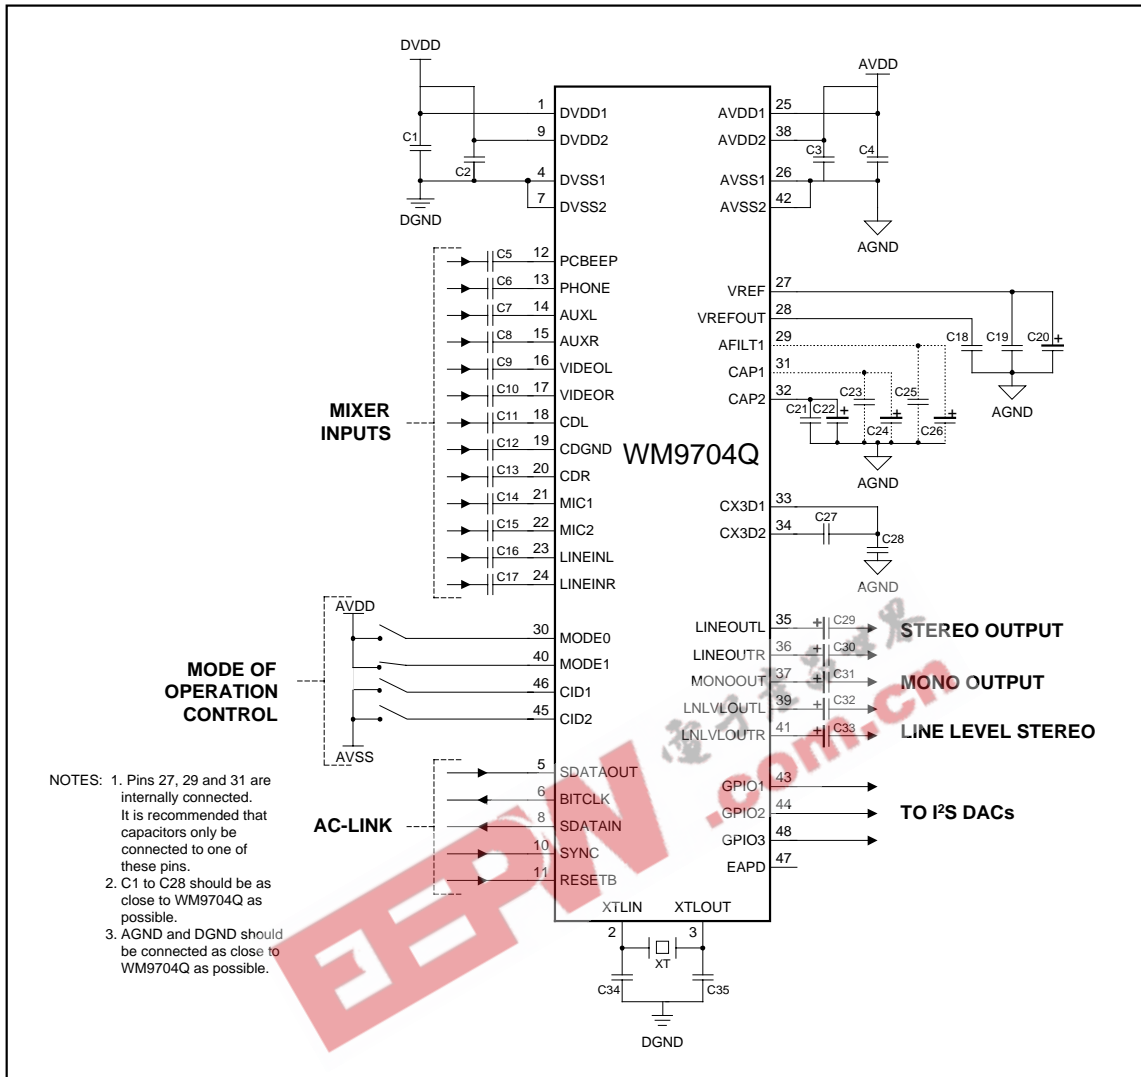 DVDD
AVDD
1 DVDD1
9 DVDD2
4 DVSS1
7 DVSS2
C1
C2
DGND
AVDD1 25
AVDD2 38
AVSS1 26
AVSS2 42
C3
C4
AGND
MIXER
INPUTS
C5 12 PCBEEP
C6 13 PHONE
C7 14 AUXL
C8 15 AUXR
C9 16 VIDEOL
C10 17 VIDEOR
C11 18 CDL
C12 19 CDGND
C13 20 CDR
C14 21 MIC1
C15 22 MIC2
C16 23 LINEINL
C17 24 LINEINR
WM9704Q
VREF 27
VREFOUT 28
AFILT1 29
CAP1 31
CAP2 32
C18
C19
C20 +
AGND
C21
C22 +
C23
C24 +
C25
C26 +
AGND
CX3D1 33
CX3D2 34
C27
C28
AGND
MODE OF
OPERATION
CONTROL
AVDD
30 MODE0
40 MODE1
46 CID1
45 CID2
AVSS
LINEOUTL 35 + C29
LINEOUTR 36 + C30
MONOOUT 37 + C31
LNLVLOUTL 39 + C32
LNLVLOUTR 41 + C33
STEREO OUTPUT
MONO OUTPUT
LINE LEVEL STEREO
AC-LINK
5 SDATAOUT
6 BITCLK
8 SDATAIN
10 SYNC
11 RESETB
GPIO1 43
GPIO2 44
GPIO3 48
EAPD 47
TO I²S DACs
XTLIN
2
XTLOUT
3
XT
C34
C35
DGND
NOTES: 1. Pins 27, 29 and 31 are
internally connected.
It is recommended that
capacitors only be
connected to one of
these pins.
2. C1 to C28 should be as
close to WM9704Q as
possible.
3. AGND and DGND should
be connected as close to
WM9704Q as possible.
EEPW.com.cn